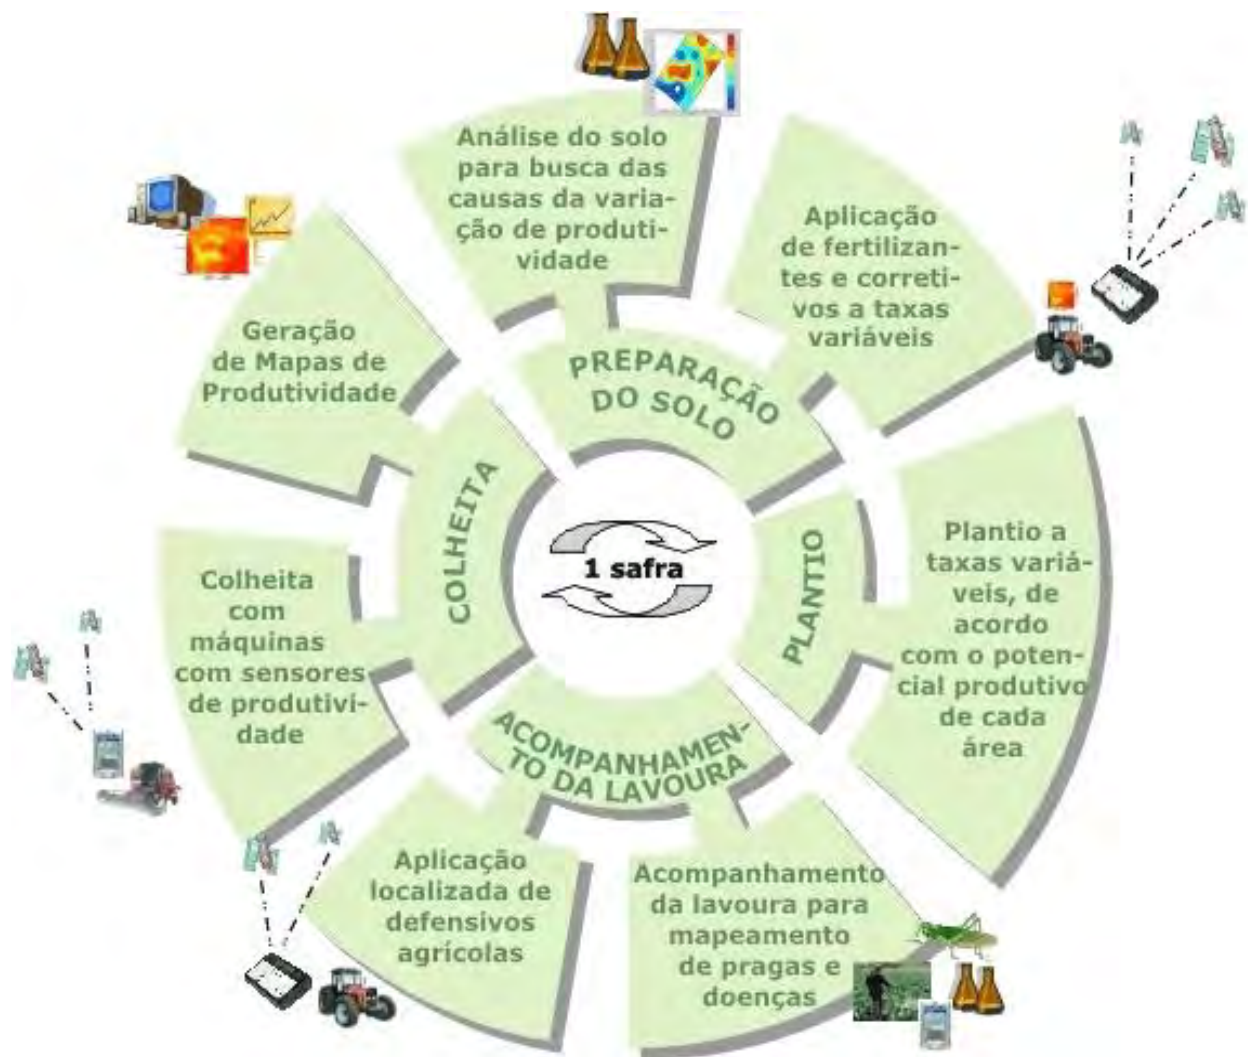 Análise do solo
para busca das
causas da varia-
ção de produti-
vidade
Aplicação
de fertilizan-
tes e correti-
vos a taxas
variáveis
Geração
de Mapas de
Produtividade
PREPARAÇÃO
DO SOLO
COLHEITA
PLANTIO
1 safra
Plantio a
taxas variá-
veis, de
acordo
com o poten-
cial produtivo
de cada
área
Colheita
com
máquinas
com sensores
de produtivi-
dade
ACOMPANHAMEN-
TO DA LAVOURA
Aplicação
localizada de
defensivos
agrícolas
Acompanhamento
da lavoura para
mapeamento
de pragas e
doenças